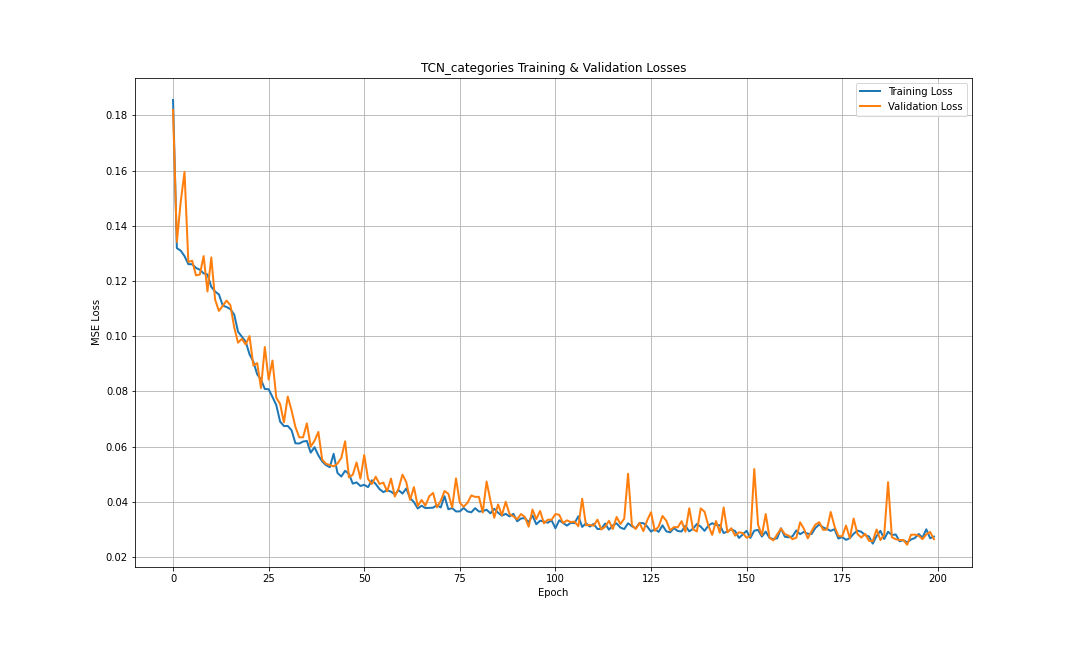 TCN_categories Training & Validation Losses
Training Loss
Validation Loss
MSE Loss
0.18
0.16
0.14
0.12
0.10
0.08
0.06
0.04
0.02
0 25 50 75 100 125 150 175 200
Epoch